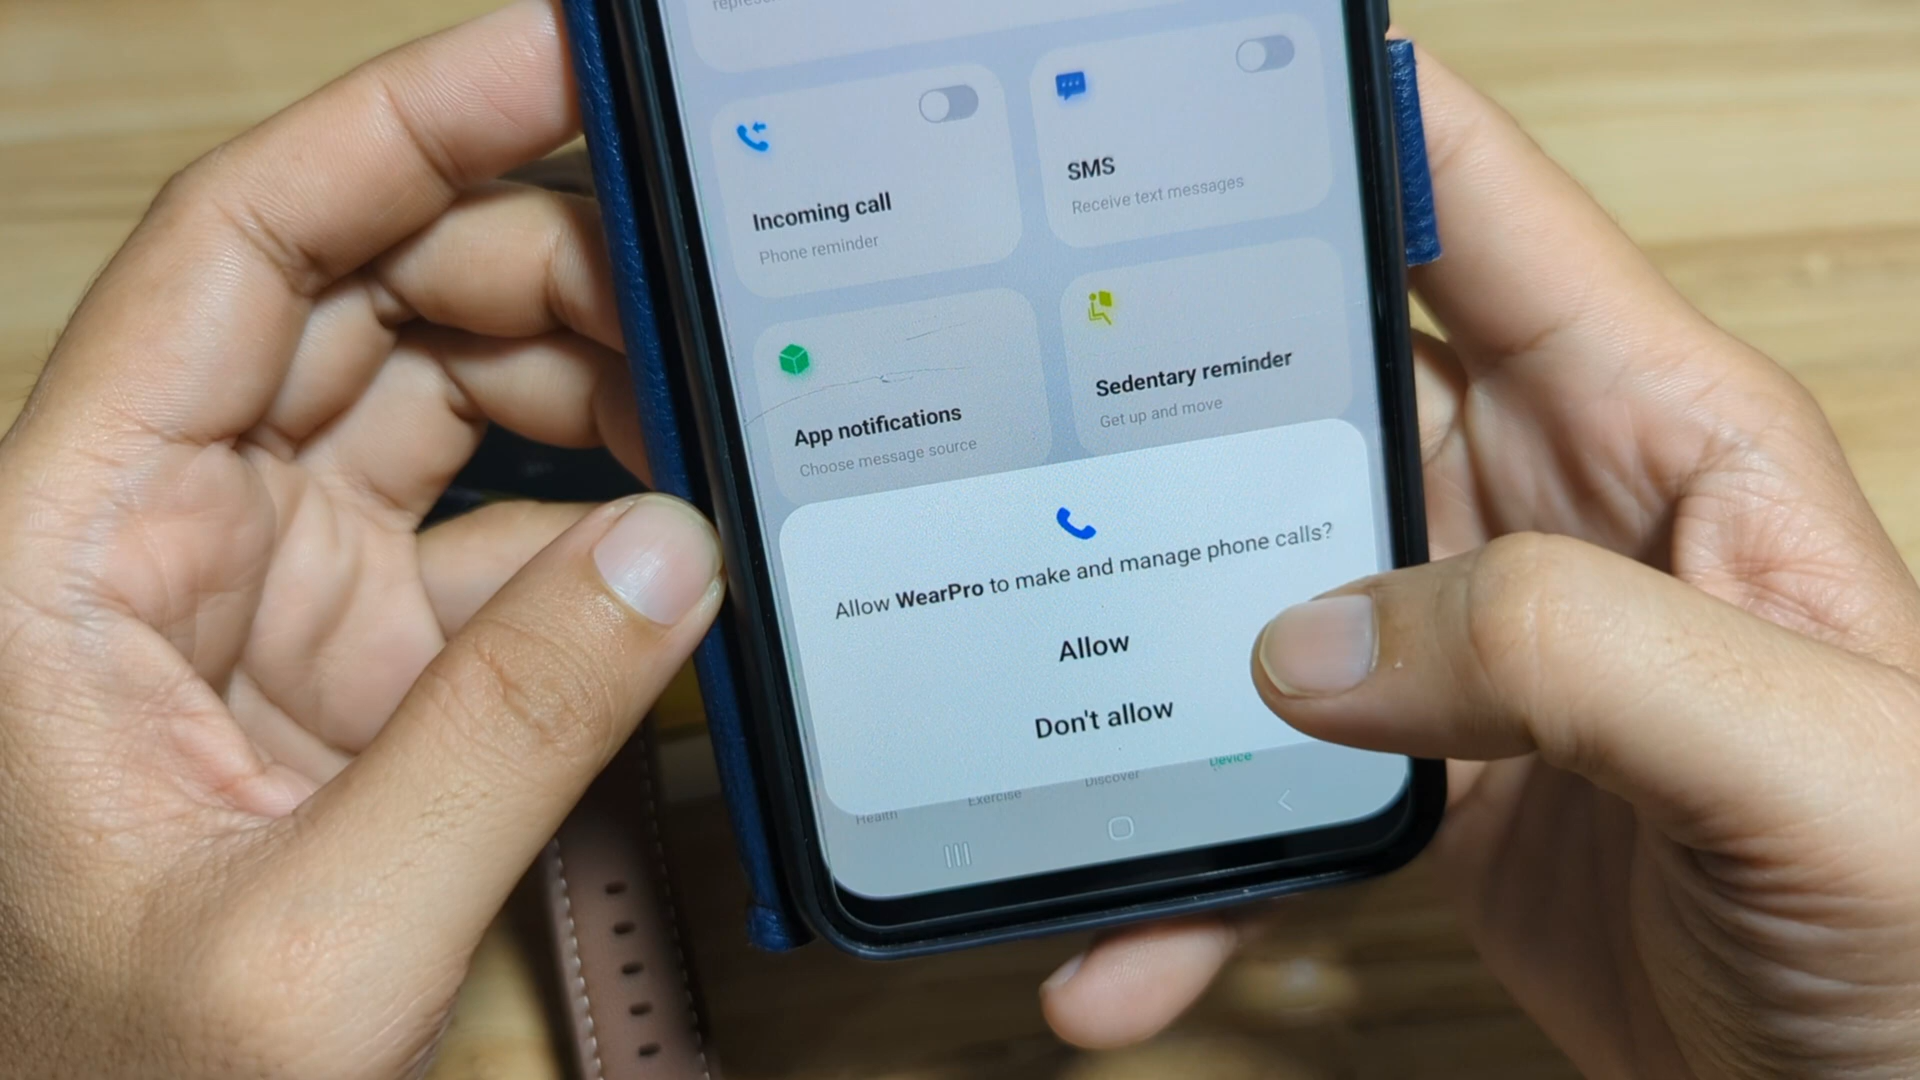 Incoming call
Phone reminder
SMS
Receive text messages
App notifications
Choose message source
Sedentary reminder
Get up and move
Allow WearPro to make and manage phone calls?
Allow
Don't allow
Health
Exercise
Discover
Device